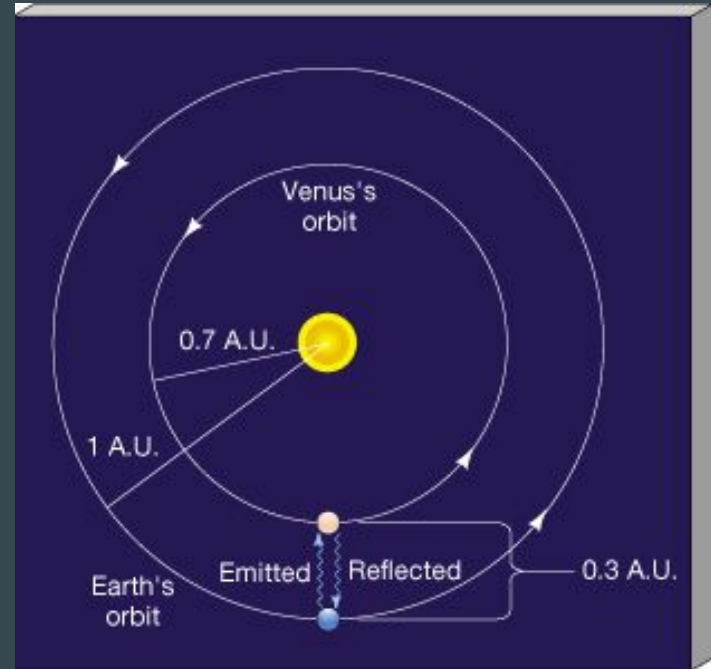 Venus's
orbit
0.7 A.U.
1 A.U.
Emitted
Reflected
0.3 A.U.
Earth's
orbit